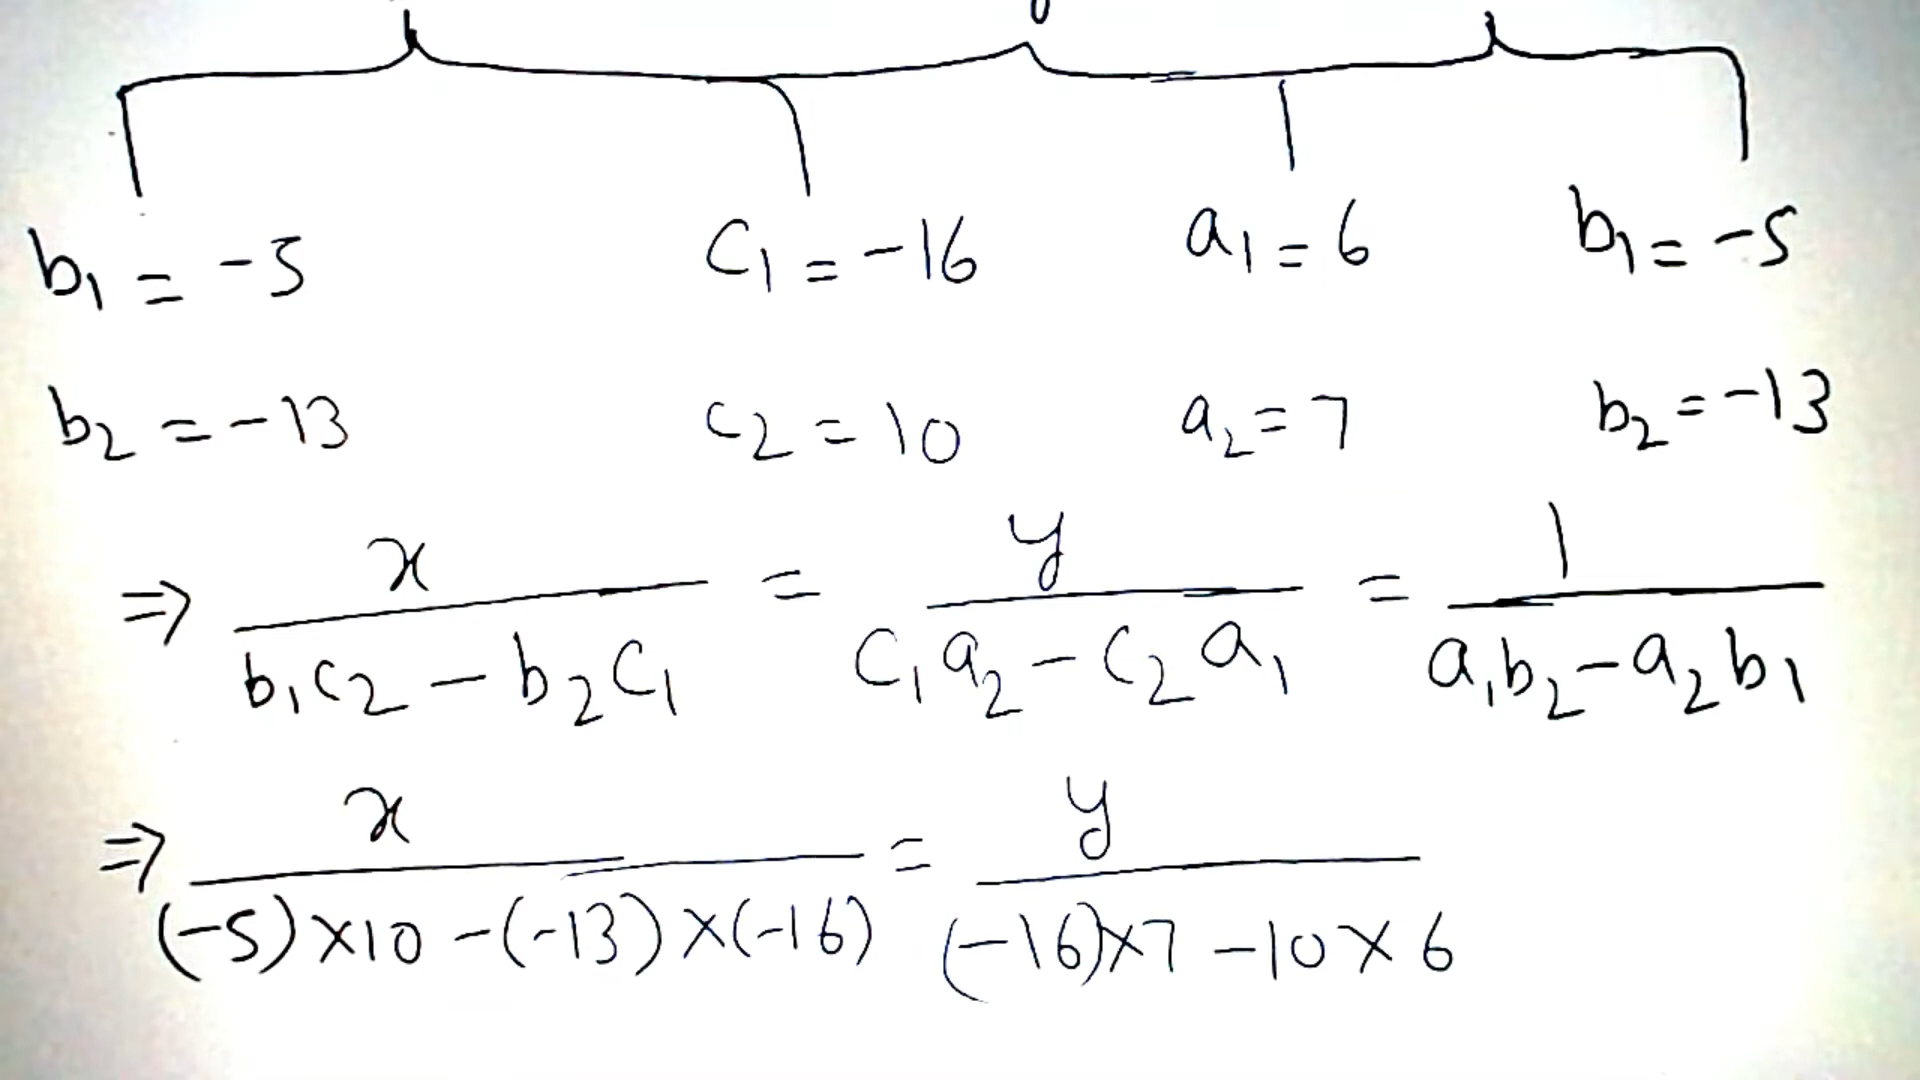 b₁ = -5 c₁ = -16 a₁ = 6 b₁ = -5
b₂ = -13 c₂ = 10 a₂ = 7 b₂ = -13
⇒ x/(b₁c₂ - b₂c₁) = y/(c₁a₂ - c₂a₁) = 1/(a₁b₂ - a₂b₁)
⇒ x/((-5)×10 - (-13)×(-16)) = y/((-16)×7 - 10×6)